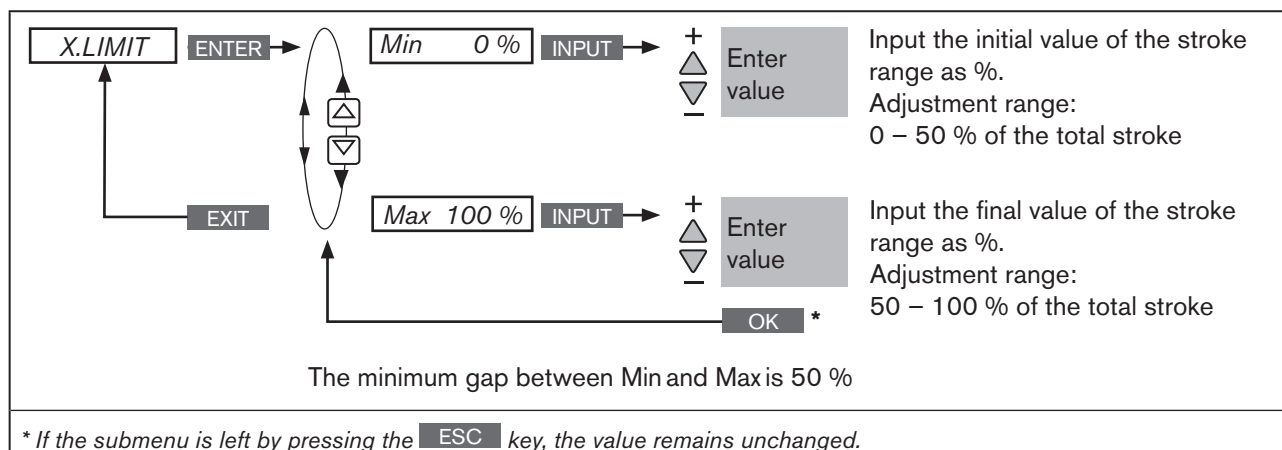 X.LIMIT ENTER Min 0 % INPUT + Enter value − Input the initial value of the stroke
range as %.
Adjustment range:
0 – 50 % of the total stroke
EXIT Max 100 % INPUT + Enter value − Input the final value of the stroke
range as %.
Adjustment range:
50 – 100 % of the total stroke
OK *
The minimum gap between Min and Max is 50 %
* If the submenu is left by pressing the ESC key, the value remains unchanged.